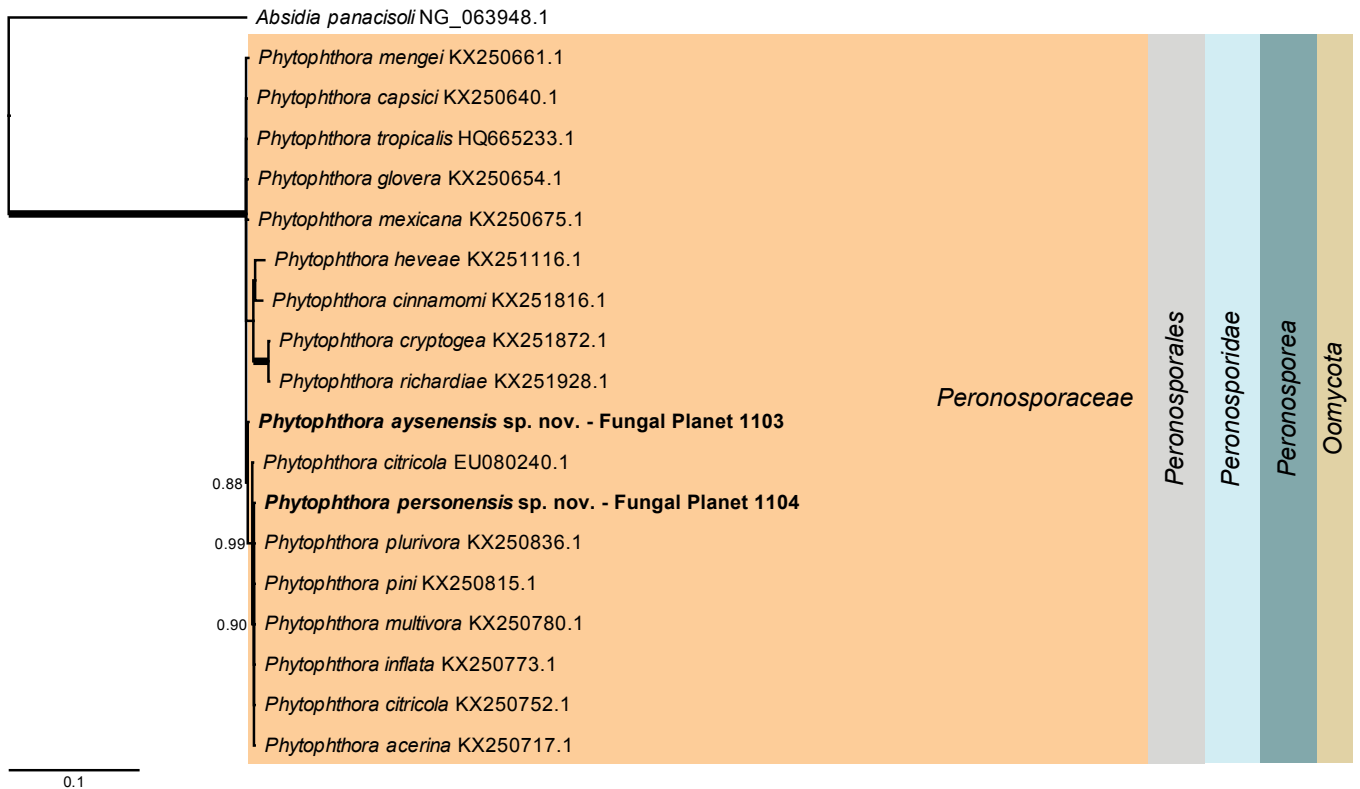 Absidia panacisoli NG_063948.1
Phytophthora mengei KX250661.1
Phytophthora capsici KX250640.1
Phytophthora tropicalis HQ665233.1
Phytophthora glovera KX250654.1
Phytophthora mexicana KX250675.1
Phytophthora heveae KX251116.1
Phytophthora cinnamomi KX251816.1
Phytophthora cryptogea KX251872.1
Phytophthora richardiae KX251928.1
Phytophthora aysenensis sp. nov. - Fungal Planet 1103
Phytophthora citricola EU080240.1
Phytophthora personensis sp. nov. - Fungal Planet 1104
Phytophthora plurivora KX250836.1
Phytophthora pini KX250815.1
Phytophthora multivora KX250780.1
Phytophthora inflata KX250773.1
Phytophthora citricola KX250752.1
Phytophthora acerina KX250717.1
0.88
0.99
0.90
0.1
Peronosporaceae
Peronosporales
Peronosporidae
Peronosporea
Oomycota